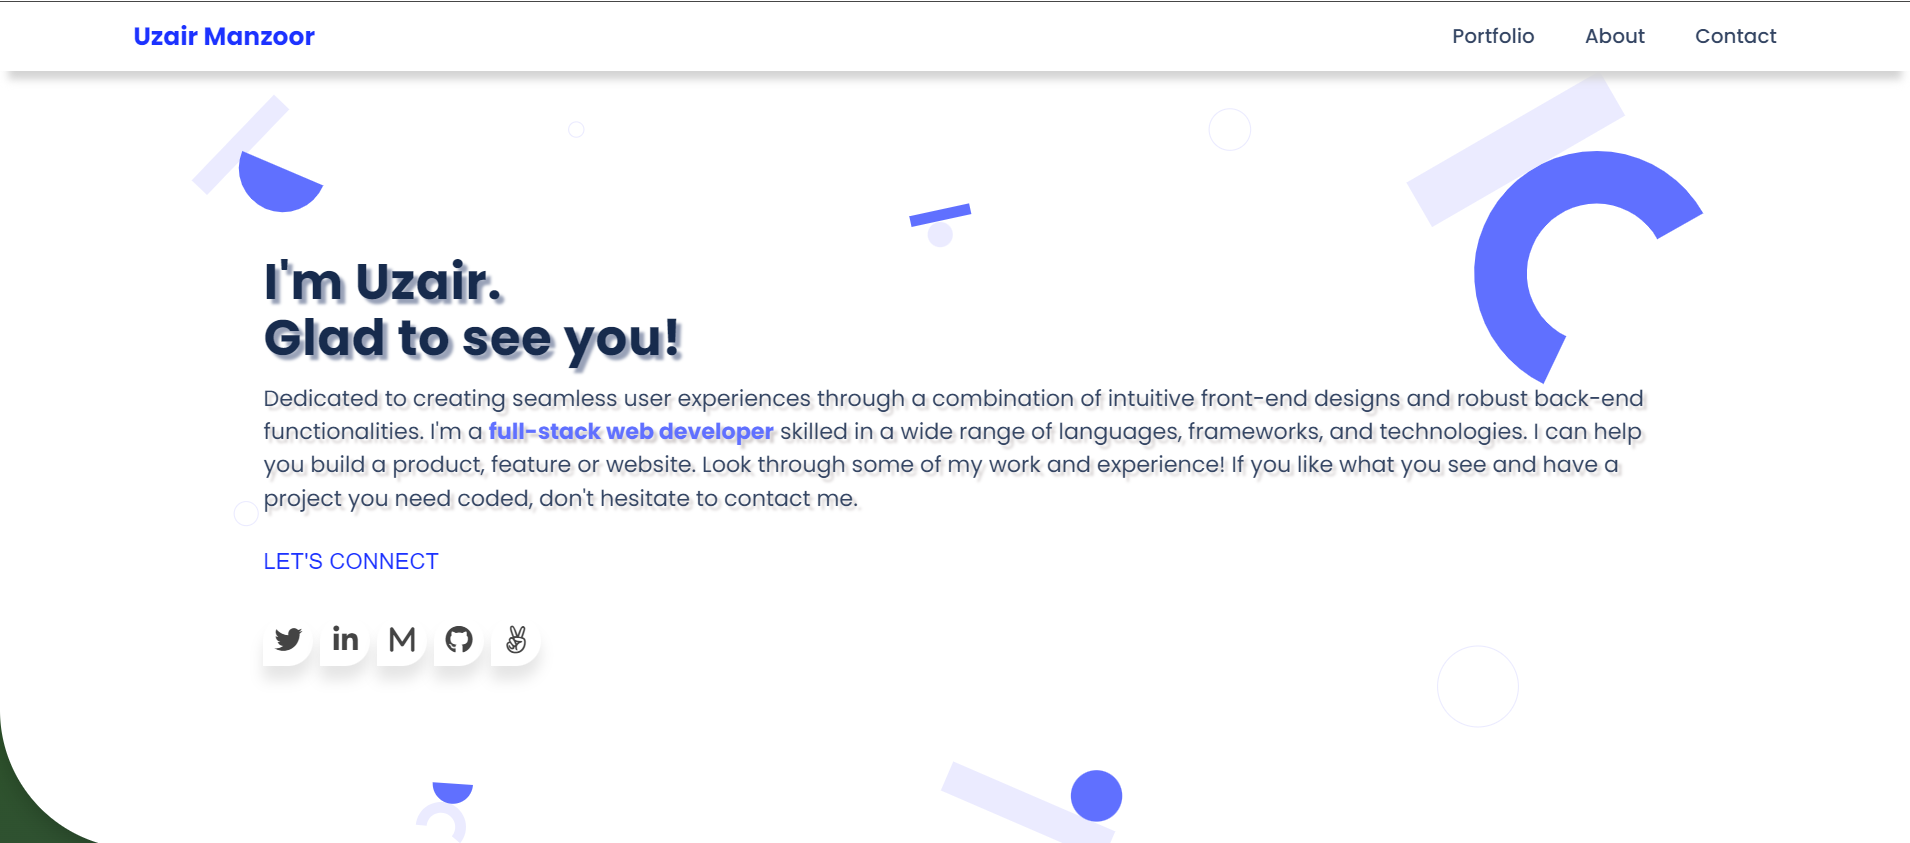 Uzair Manzoor
Portfolio
About
Contact
I'm Uzair.
Glad to see you!
Dedicated to creating seamless user experiences through a combination of intuitive front-end designs and robust back-end
functionalities. I'm a full-stack web developer skilled in a wide range of languages, frameworks, and technologies. I can help
you build a product, feature or website. Look through some of my work and experience! If you like what you see and have a
project you need coded, don't hesitate to contact me.
LET'S CONNECT